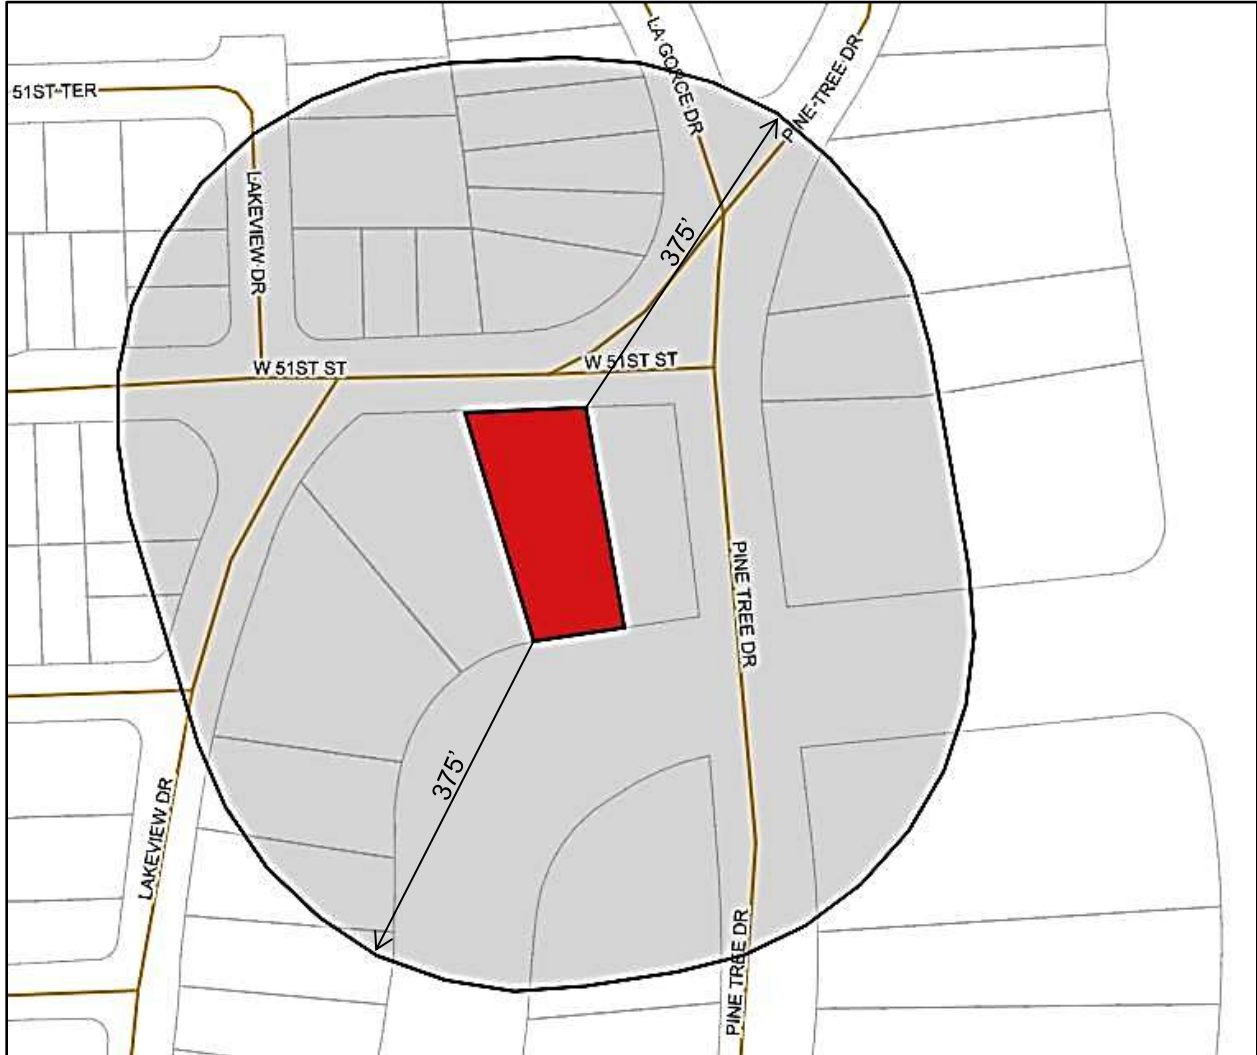 LA GORCE DR
PINE TREE DR
51ST TER
LAKEVIEW DR
375’
W 51ST ST
W 51ST ST
PINE TREE DR
375’
LAKEVIEW DR
PINE TREE DR